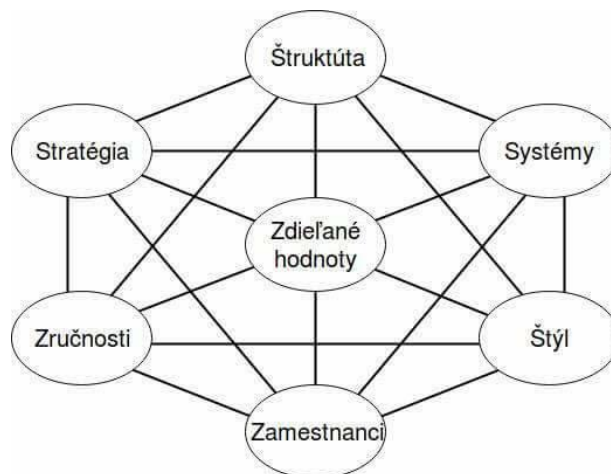 Štruktúta
Stratégia
Systémy
Zdieľané
hodnoty
Zručnosti
Štýl
Zamestnanci